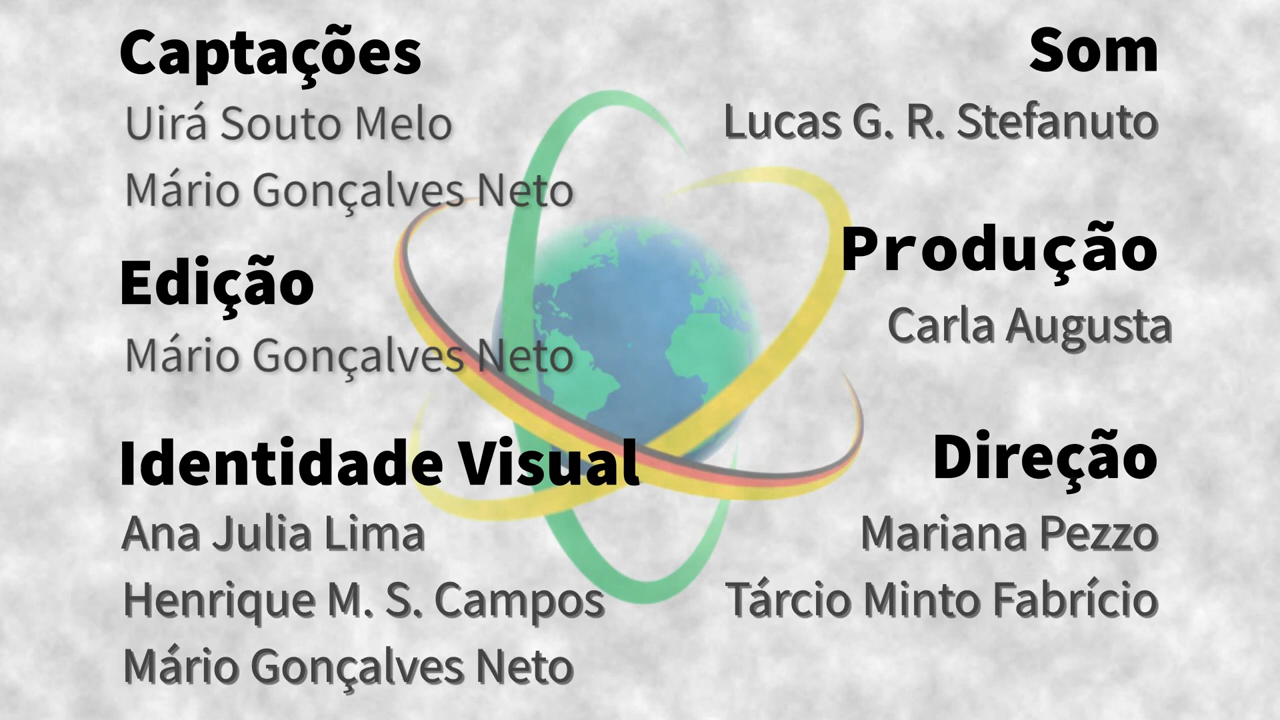 Captações
Uirá Souto Melo
Mário Gonçalves Neto
Edição
Mário Gonçalves Neto
Identidade Visual
Ana Julia Lima
Henrique M. S. Campos
Mário Gonçalves Neto
Som
Lucas G. R. Stefanuto
Produção
Carla Augusta
Direção
Mariana Pezzo
Tárcio Minto Fabrício